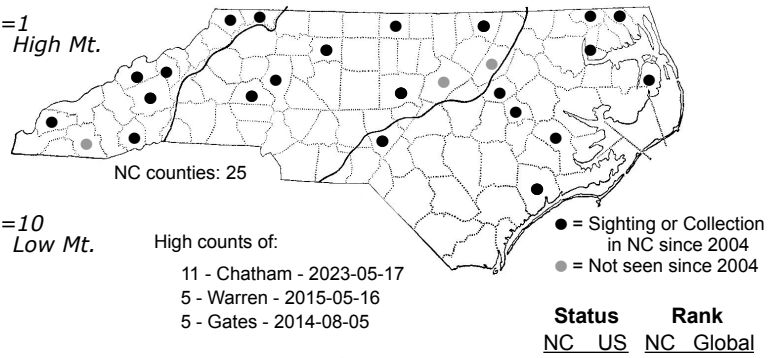 =1
High Mt.
NC counties: 25
=10
Low Mt.
High counts of:
11 - Chatham - 2023-05-17
5 - Warren - 2015-05-16
5 - Gates - 2014-08-05
= Sighting or Collection
in NC since 2004
= Not seen since 2004
Status Rank
NC US NC Global